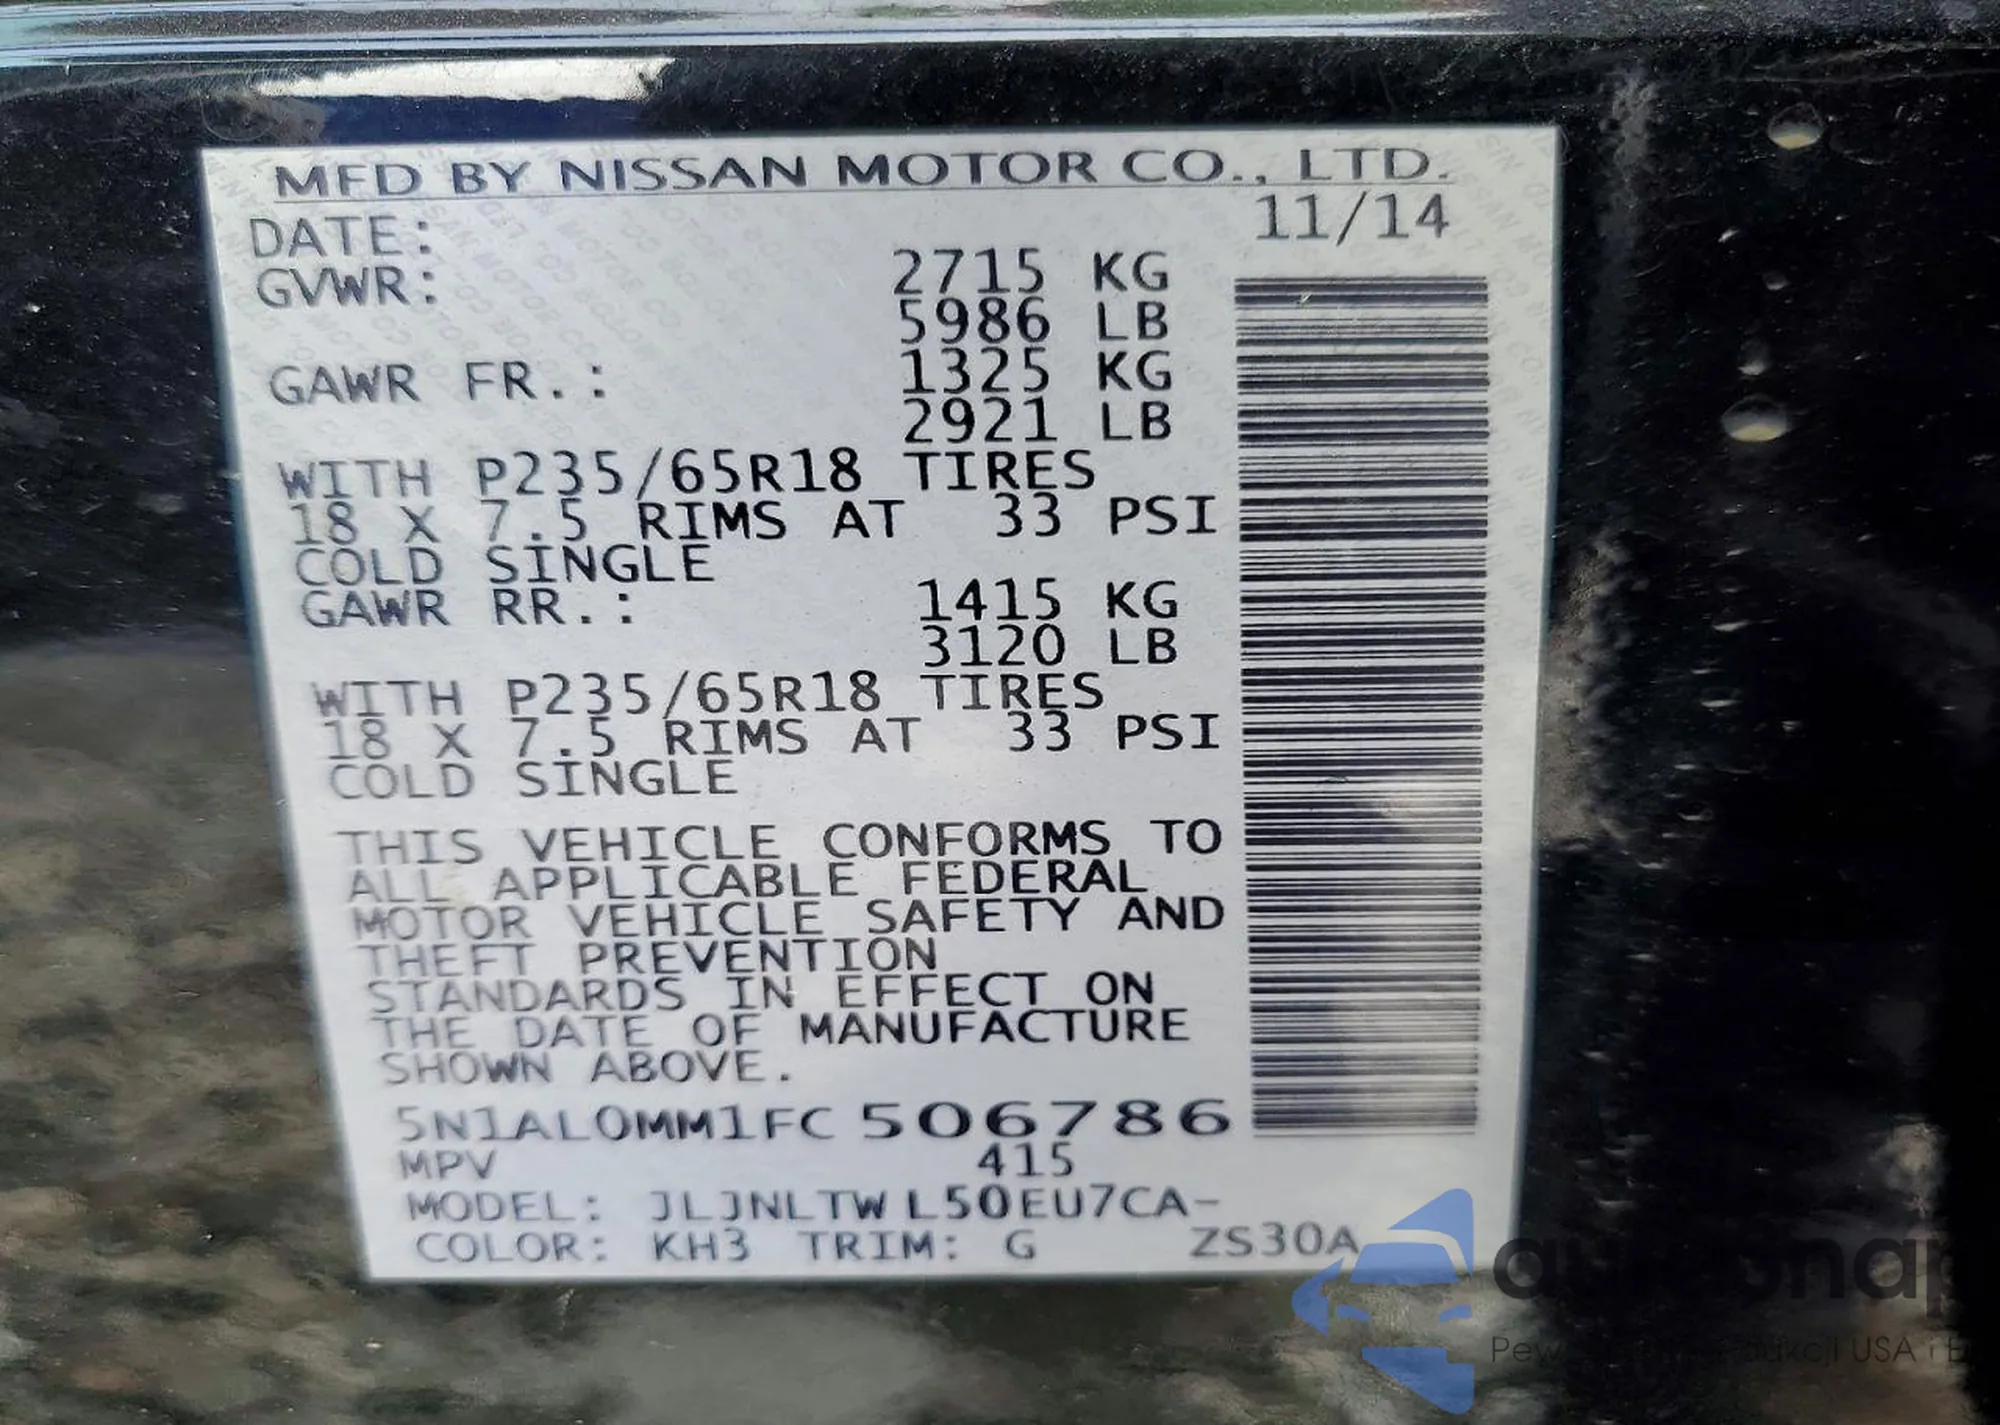 MFD BY NISSAN MOTOR CO., LTD.
DATE: 11/14
GVWR: 2715 KG
5986 LB
GAWR FR.: 1325 KG
2921 LB
WITH P235/65R18 TIRES
18 X 7.5 RIMS AT 33 PSI
COLD SINGLE
GAWR RR.: 1415 KG
3120 LB
WITH P235/65R18 TIRES
18 X 7.5 RIMS AT 33 PSI
COLD SINGLE
THIS VEHICLE CONFORMS TO
ALL APPLICABLE FEDERAL
MOTOR VEHICLE SAFETY AND
THEFT PREVENTION
STANDARDS IN EFFECT ON
THE DATE OF MANUFACTURE
SHOWN ABOVE.
5N1AL0MM1FC506786
MPV 415
MODEL: JLJNLTWL50EU7CA-
COLOR: KH3 TRIM: G ZS30A
USA i